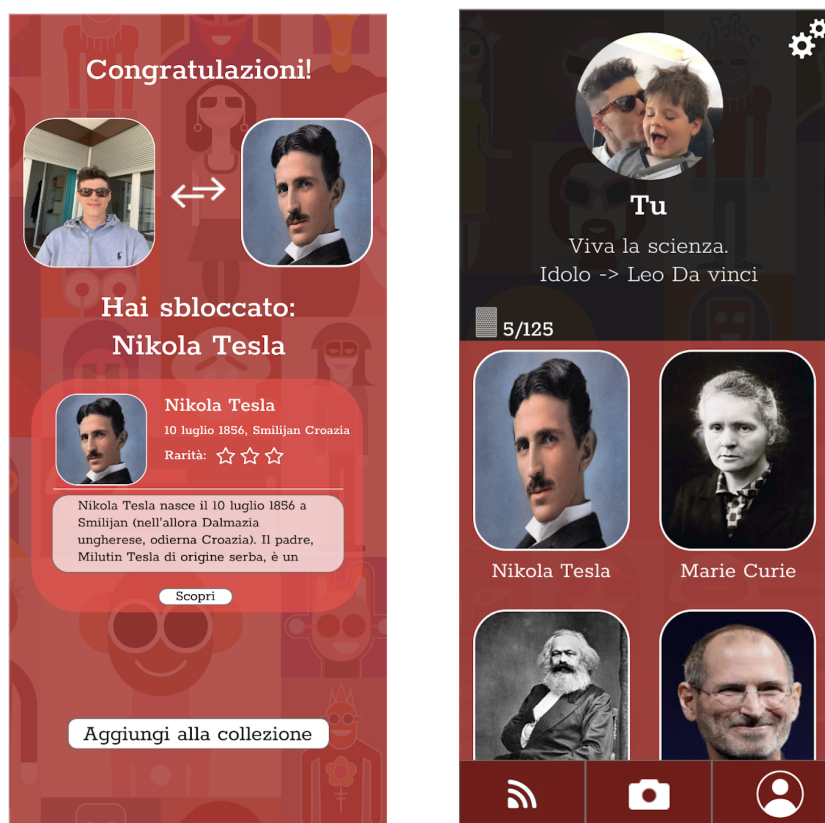 Congratulazioni!
Hai sbloccato:
Nikola Tesla
Nikola Tesla
10 luglio 1856, Smilijan Croazia
Rarità:
Nikola Tesla nasce il 10 luglio 1856 a
Smilijan (nell'allora Dalmazia
ungherese, odierna Croazia). Il padre,
Milutin Tesla di origine serba, è un
Scopri
Aggiungi alla collezione
Tu
Viva la scienza.
Idolo -> Leo Da vinci
5/125
Nikola Tesla
Marie Curie